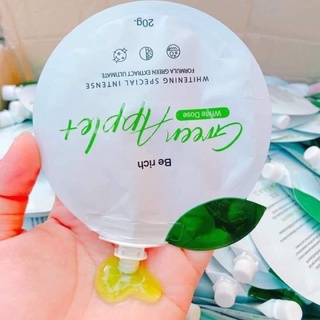 Be rich
Green Apple+
White Dose
WHITENING SPECIAL INTENSE
FORMULA GREEN EXTRACT ULTIMATE
20g.